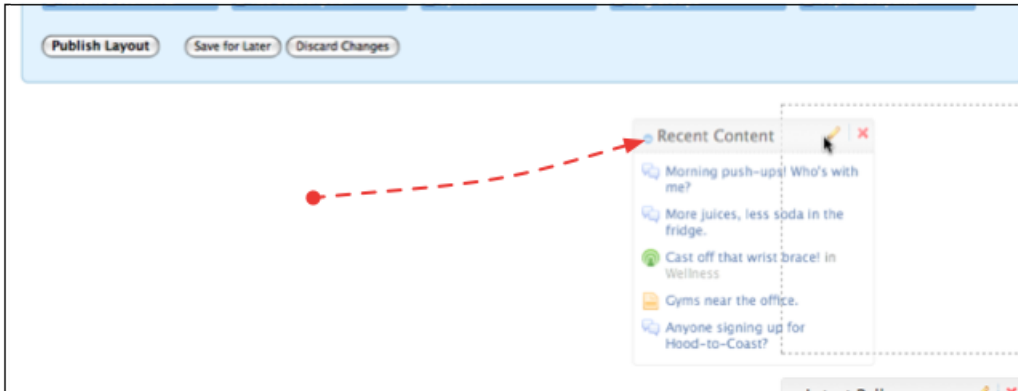 Publish Layout Save for Later Discard Changes
Recent Content
Morning push-ups! Who's with
me?
More juices, less soda in the
fridge.
Cast off that wrist brace! in
Wellness
Gyms near the office.
Anyone signing up for
Hood-to-Coast?